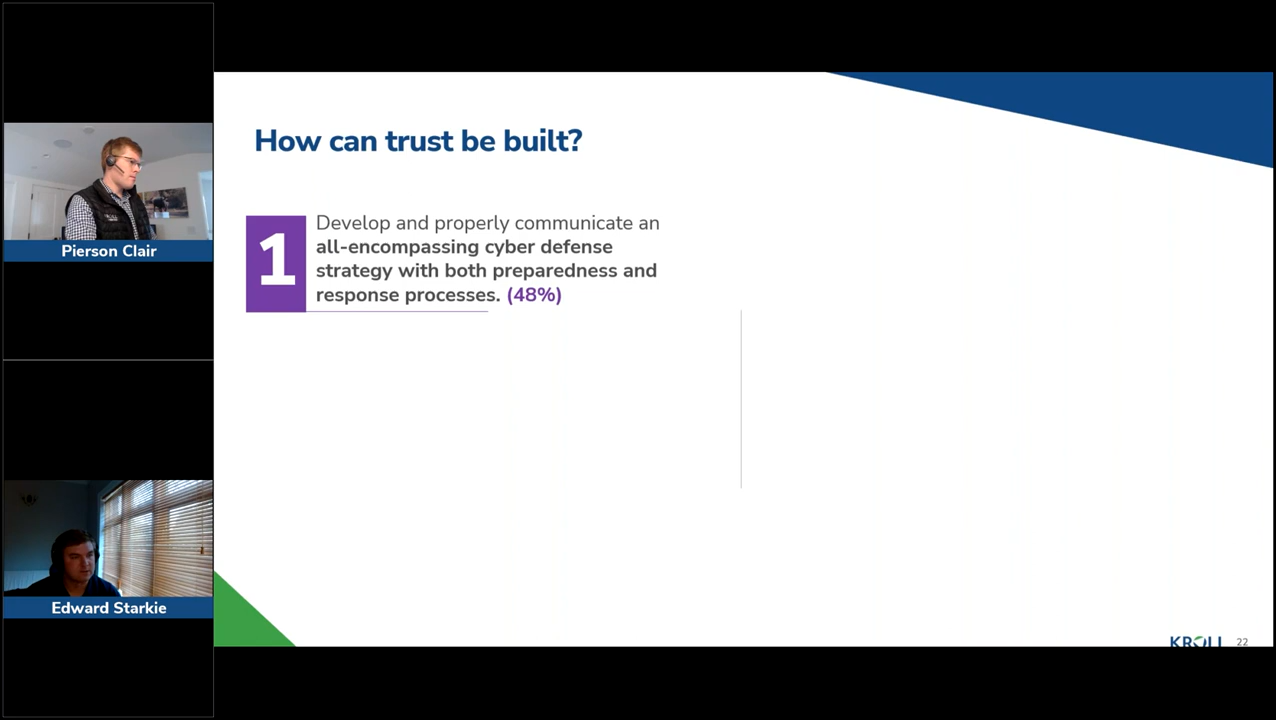 How can trust be built?
1
Develop and properly communicate an
all-encompassing cyber defense
strategy with both preparedness and
response processes. (48%)
Pierson Clair
Edward Starkie
KROLL
22